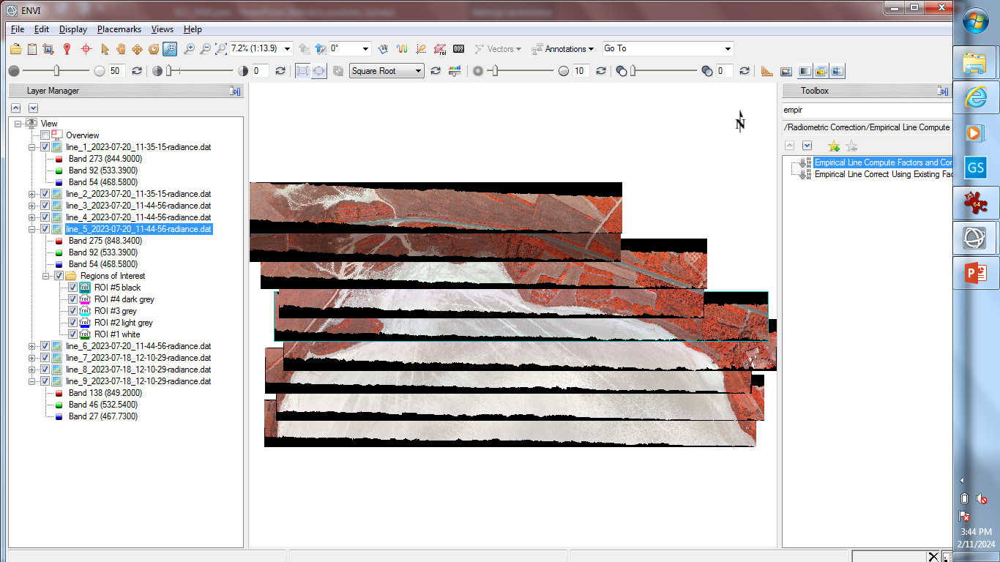 ENVI
File Edit Display Placemarks Views Help
7.2% (1:13.9) 0° Vectors Annotations Go To
50 0 Square Root 10 0
Layer Manager
View
Overview
line_1_2023-07-20_11-35-15-radiance.dat
Band 273 (844.9000)
Band 92 (533.3900)
Band 54 (468.5800)
line_2_2023-07-20_11-35-15-radiance.dat
line_3_2023-07-20_11-44-56-radiance.dat
line_4_2023-07-20_11-44-56-radiance.dat
line_5_2023-07-20_11-44-56-radiance.dat
Band 275 (848.3400)
Band 92 (533.3900)
Band 54 (468.5800)
Regions of Interest
roi ROI #5 black
roi ROI #4 dark grey
roi ROI #3 grey
roi ROI #2 light grey
roi ROI #1 white
line_6_2023-07-20_11-44-56-radiance.dat
line_7_2023-07-18_12-10-29-radiance.dat
line_8_2023-07-18_12-10-29-radiance.dat
line_9_2023-07-18_12-10-29-radiance.dat
Band 138 (849.2000)
Band 46 (532.5400)
Band 27 (467.7300)
N
Toolbox
empir
/Radiometric Correction/Empirical Line Compute
Empirical Line Compute Factors and Cor
Empirical Line Correct Using Existing Fac
GS
64
P
3:44 PM
2/11/2024